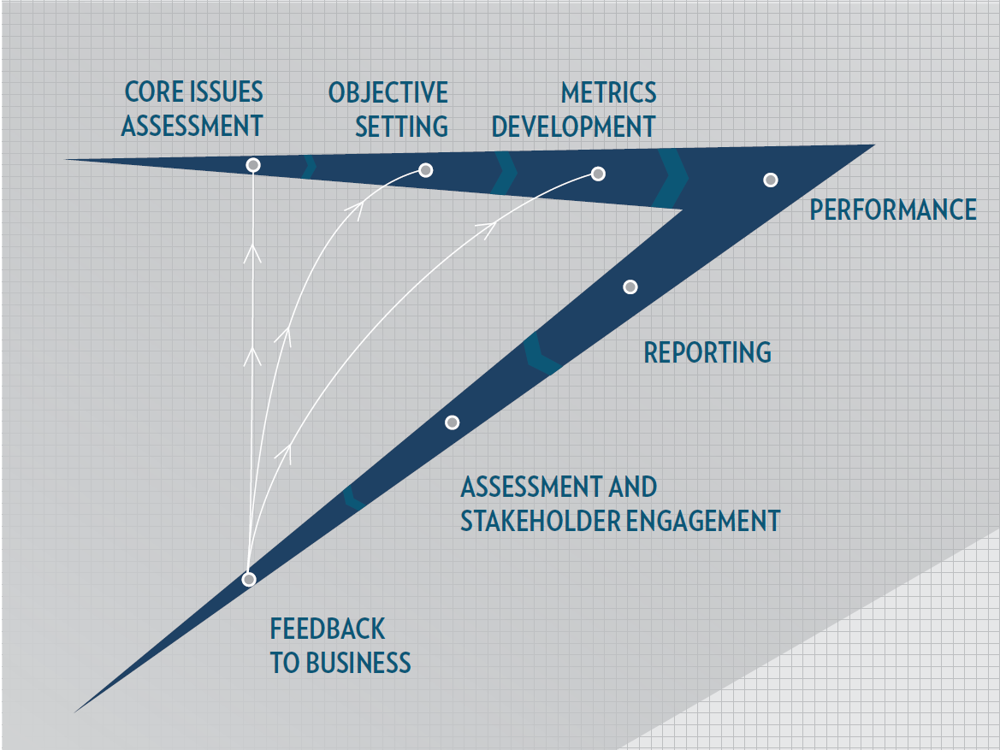 CORE ISSUES
ASSESSMENT
OBJECTIVE
SETTING
METRICS
DEVELOPMENT
PERFORMANCE
REPORTING
ASSESSMENT AND
STAKEHOLDER ENGAGEMENT
FEEDBACK
TO BUSINESS